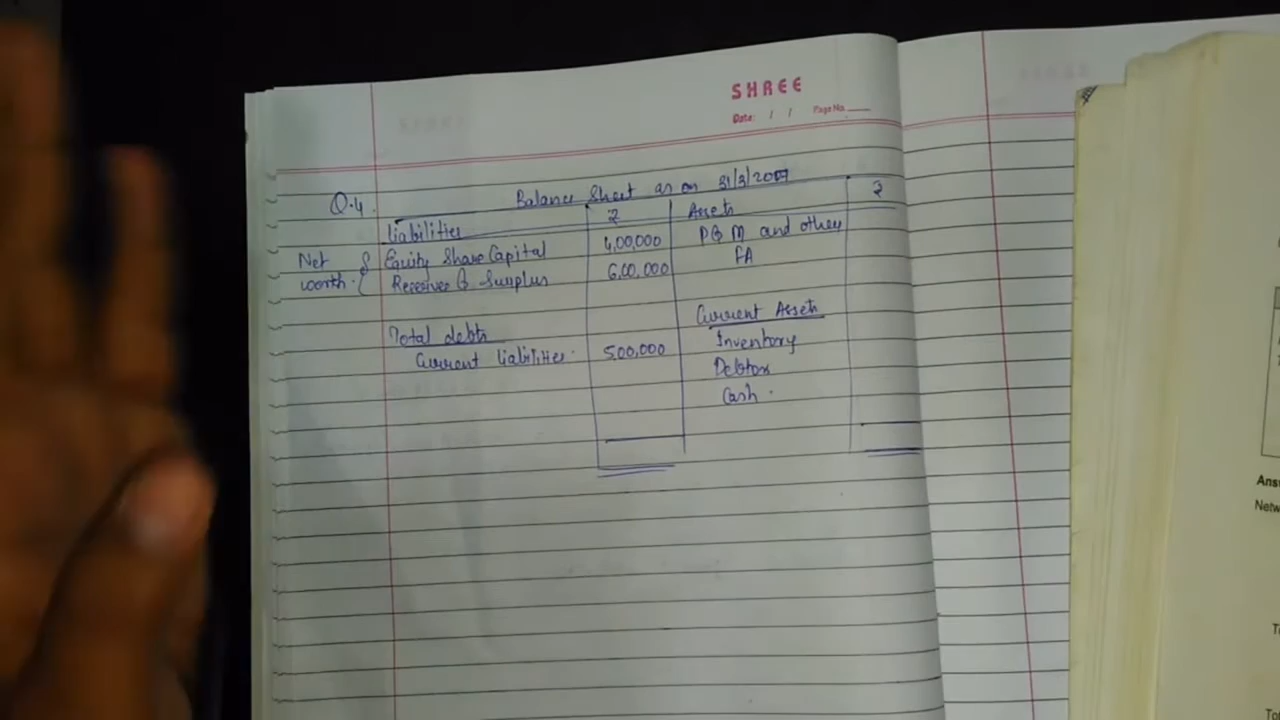 SHREE
Date: / / Page No.
Q.4 Balance Sheet as on 31/3/2007
Liabilities ₹ Assets ₹
Net worth { Equity Share Capital 4,00,000 P&M and other FA
Reserves & Surplus 6,00,000
Total debts Current Assets
Current liabilities 5,00,000 Inventory
Debtors
Cash
Answ
Netw